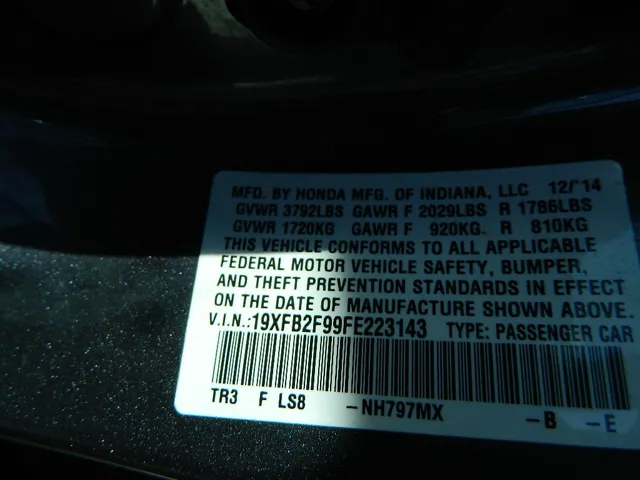 MFD. BY HONDA MFG. OF INDIANA, LLC 12/'14
GVWR 3792LBS GAWR F 2029LBS R 1786LBS
GVWR 1720KG GAWR F 920KG. R 810KG
THIS VEHICLE CONFORMS TO ALL APPLICABLE
FEDERAL MOTOR VEHICLE SAFETY, BUMPER,
AND THEFT PREVENTION STANDARDS IN EFFECT
ON THE DATE OF MANUFACTURE SHOWN ABOVE.
V.I.N.:19XFB2F99FE223143 TYPE: PASSENGER CAR
TR3 F LS8 -NH797MX -B -E